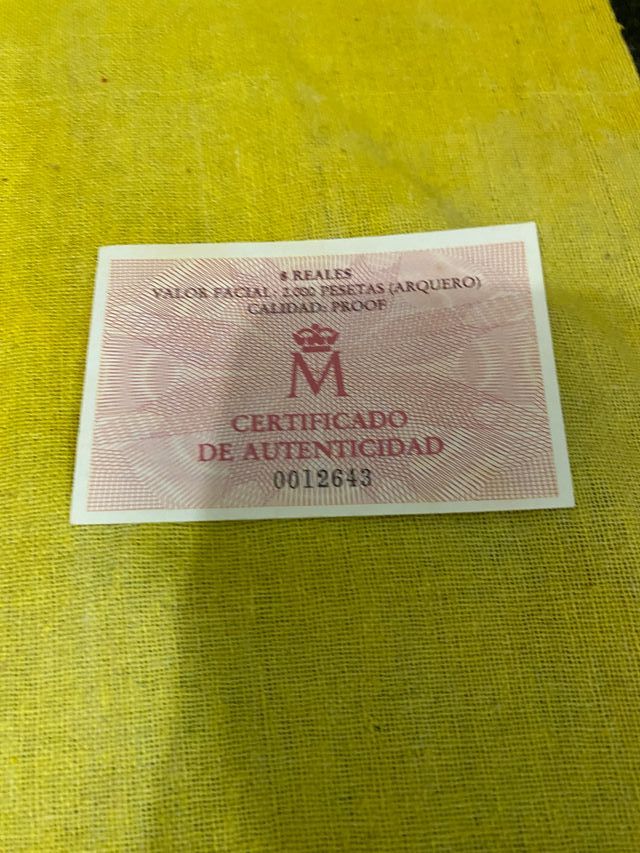 8 REALES
VALOR FACIAL: 2.000 PESETAS (ARQUERO)
CALIDAD: PROOF
M
CERTIFICADO
DE AUTENTICIDAD
0012643